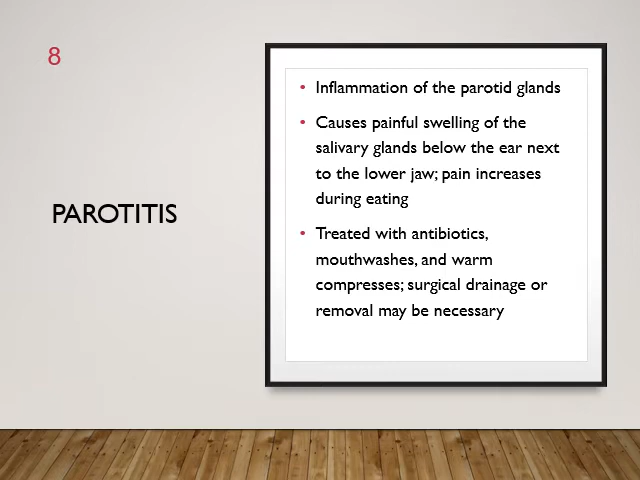 8
PAROTITIS
• Inflammation of the parotid glands
• Causes painful swelling of the
salivary glands below the ear next
to the lower jaw; pain increases
during eating
• Treated with antibiotics,
mouthwashes, and warm
compresses; surgical drainage or
removal may be necessary